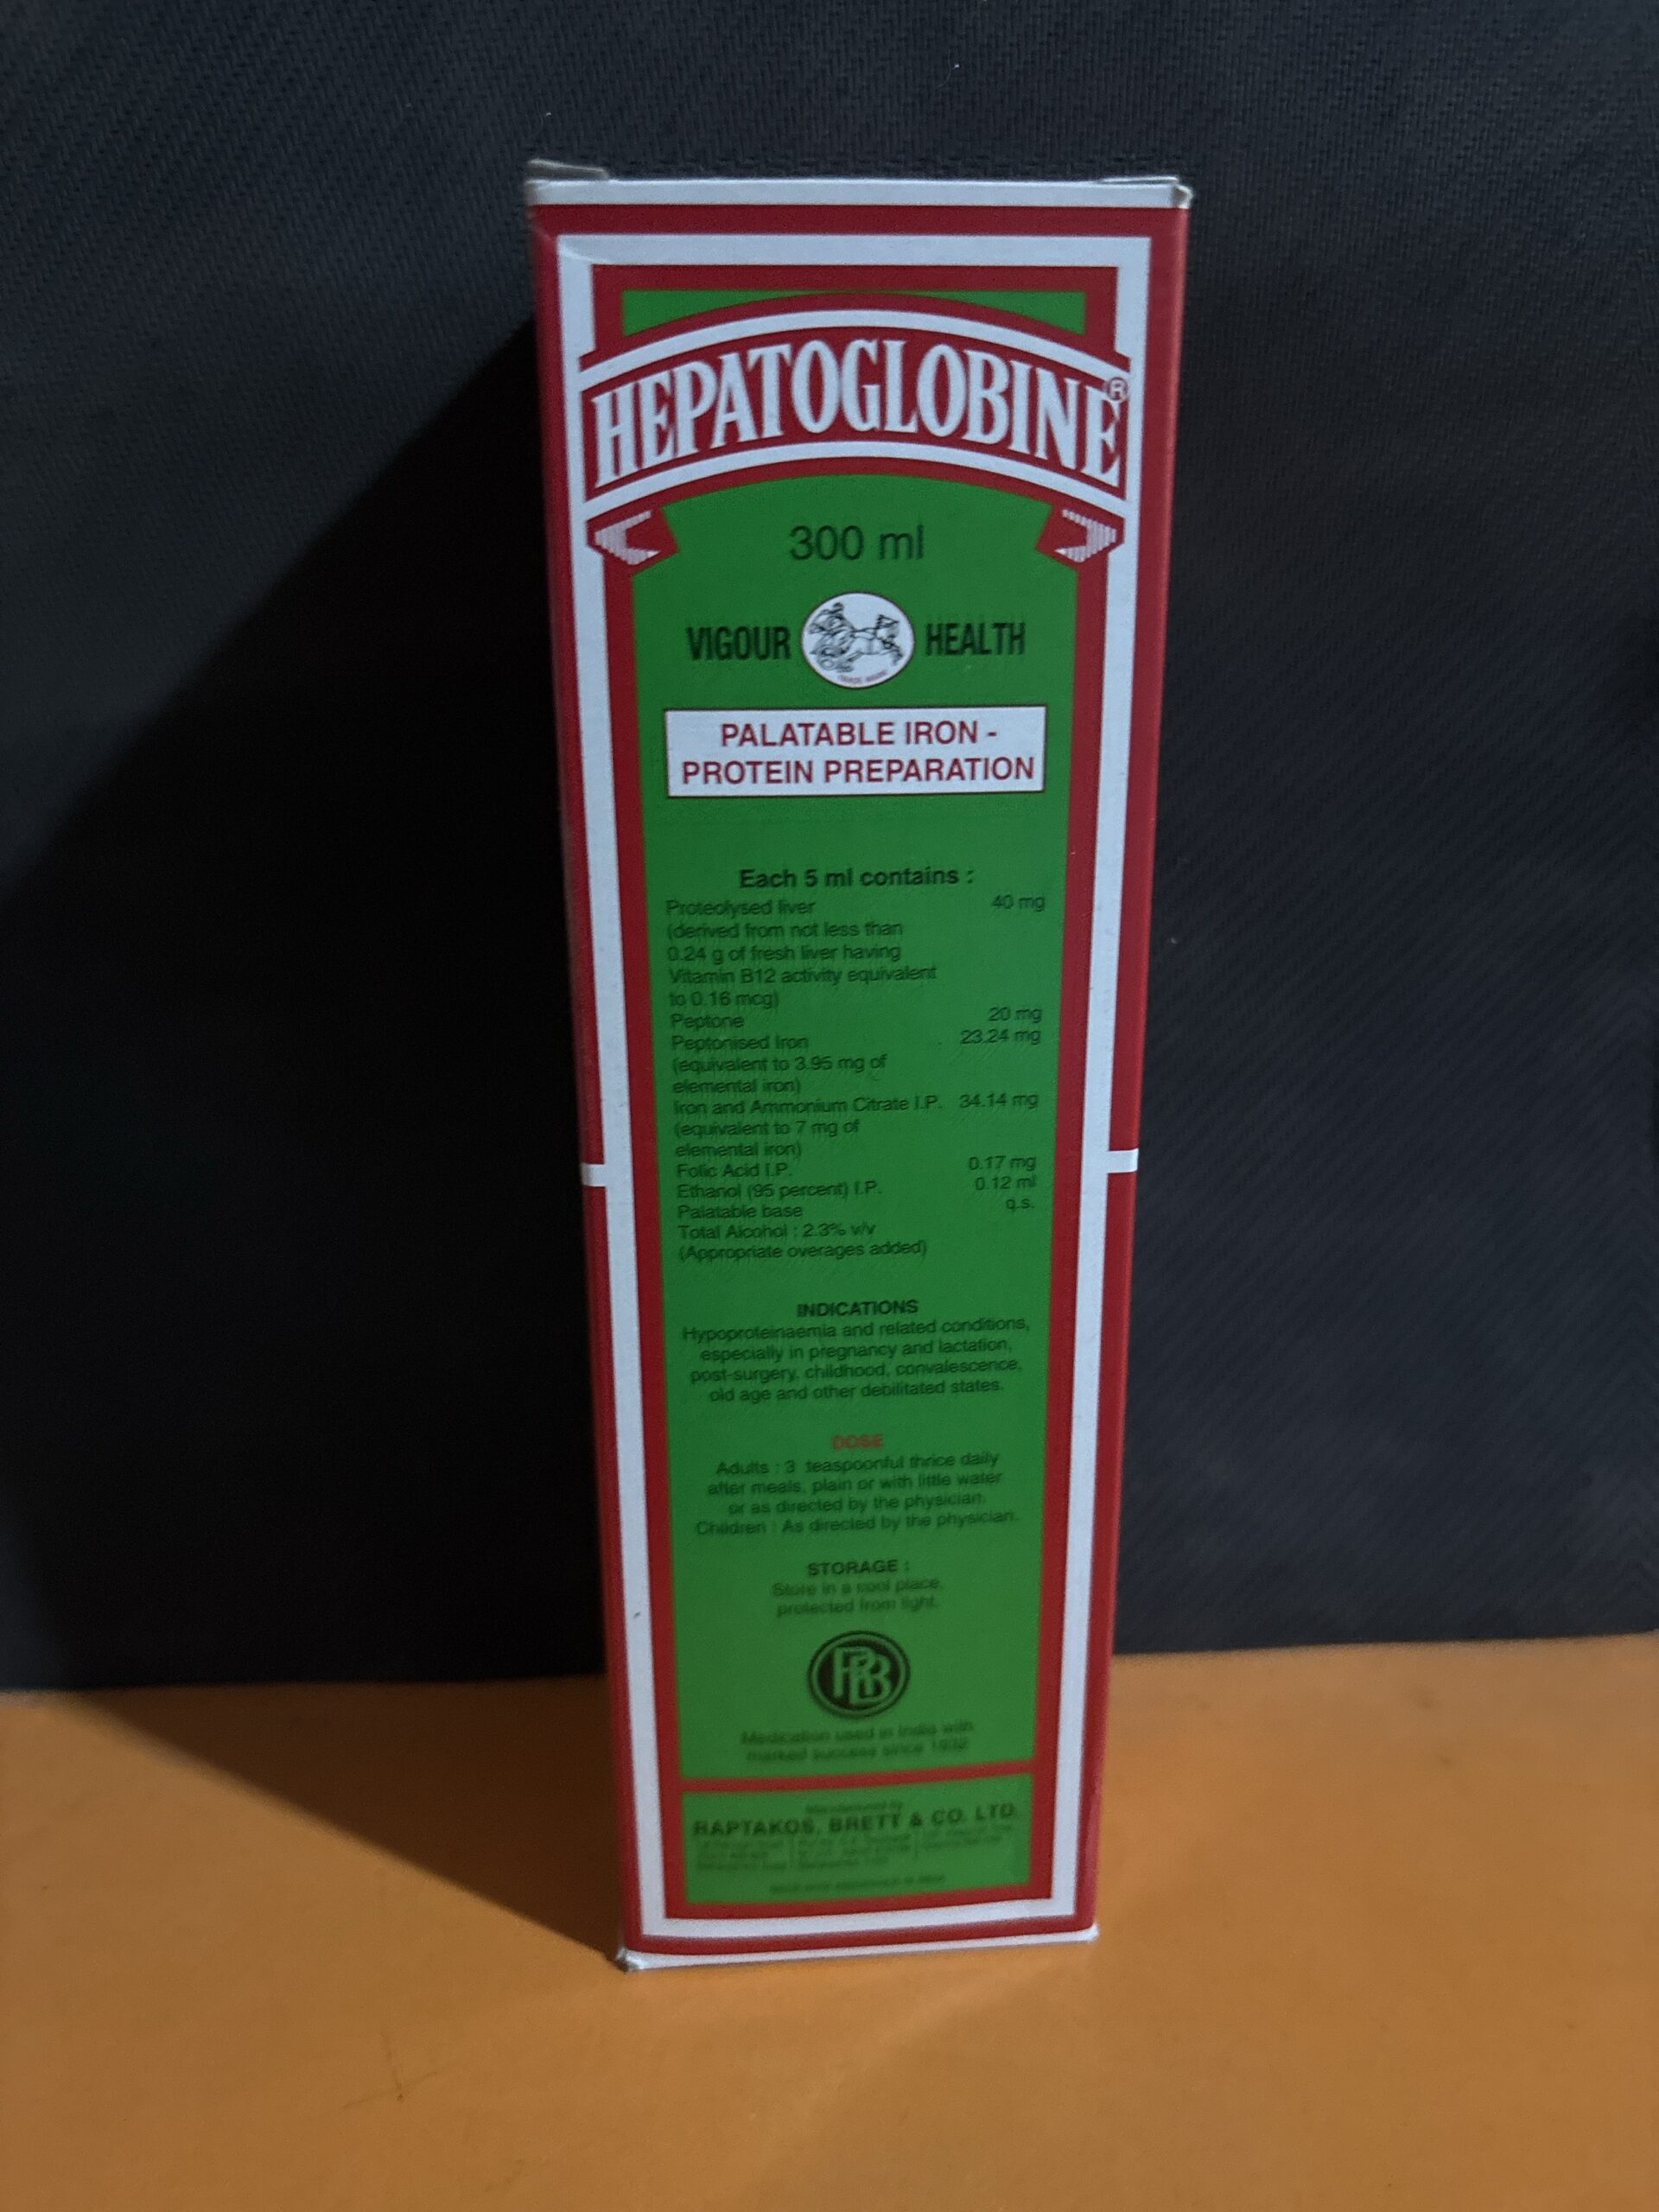 HEPATOGLOBINE®
300 ml
VIGOUR HEALTH
TRADE MARK
PALATABLE IRON -
PROTEIN PREPARATION
Each 5 ml contains :
Proteolysed liver 40 mg
(derived from not less than
0.24 g of fresh liver having
Vitamin B12 activity equivalent
to 0.16 mcg)
Peptone 20 mg
Peptonised Iron 23.24 mg
(equivalent to 3.95 mg of
elemental iron)
Iron and Ammonium Citrate I.P. 34.14 mg
(equivalent to 7 mg of
elemental iron)
Folic Acid I.P. 0.17 mg
Ethanol (95 percent) I.P. 0.12 ml
Palatable base q.s.
Total Alcohol : 2.3% v/v
(Appropriate overages added)
INDICATIONS
Hypoproteinaemia and related conditions,
especially in pregnancy and lactation,
post-surgery, childhood, convalescence,
old age and other debilitated states.
DOSE
Adults : 3 teaspoonful thrice daily
after meals, plain or with little water
or as directed by the physician.
Children : As directed by the physician.
STORAGE :
Store in a cool place,
protected from light.
RB
Medication used in India with
marked success since
Manufactured by
RAPTAKOS, BRETT & CO. LTD.